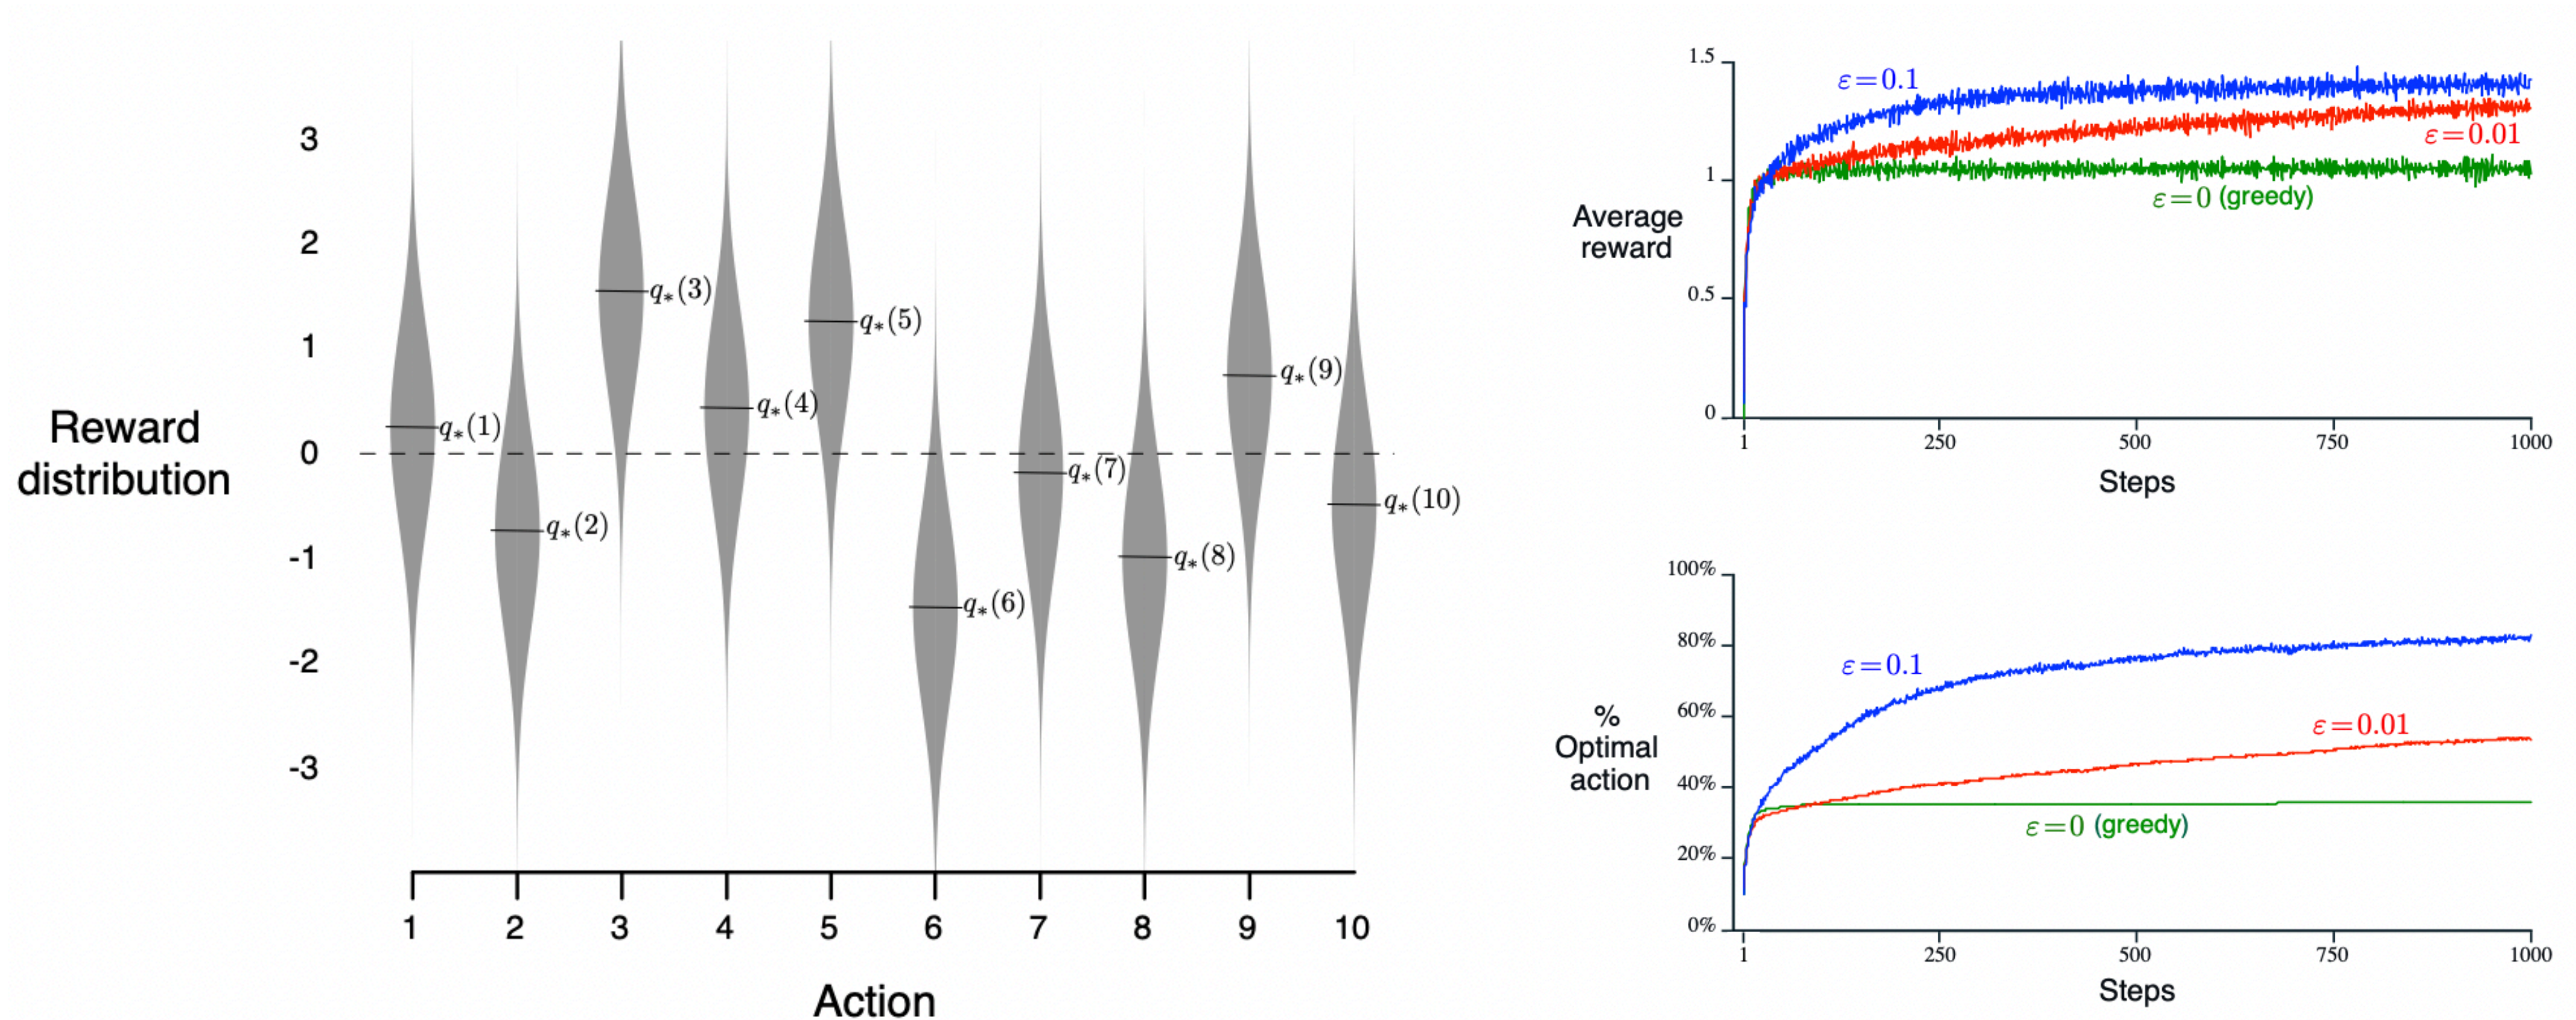 Reward
distribution
3
2
1
0
-1
-2
-3
q∗(1)
q∗(2)
q∗(3)
q∗(4)
q∗(5)
q∗(6)
q∗(7)
q∗(8)
q∗(9)
q∗(10)
1 2 3 4 5 6 7 8 9 10
Action
Average
reward
1.5
1
0.5
0
ε=0.1
ε=0.01
ε=0 (greedy)
1 250 500 750 1000
Steps
%
Optimal
action
100%
80%
60%
40%
20%
0%
ε=0.1
ε=0.01
ε=0 (greedy)
1 250 500 750 1000
Steps